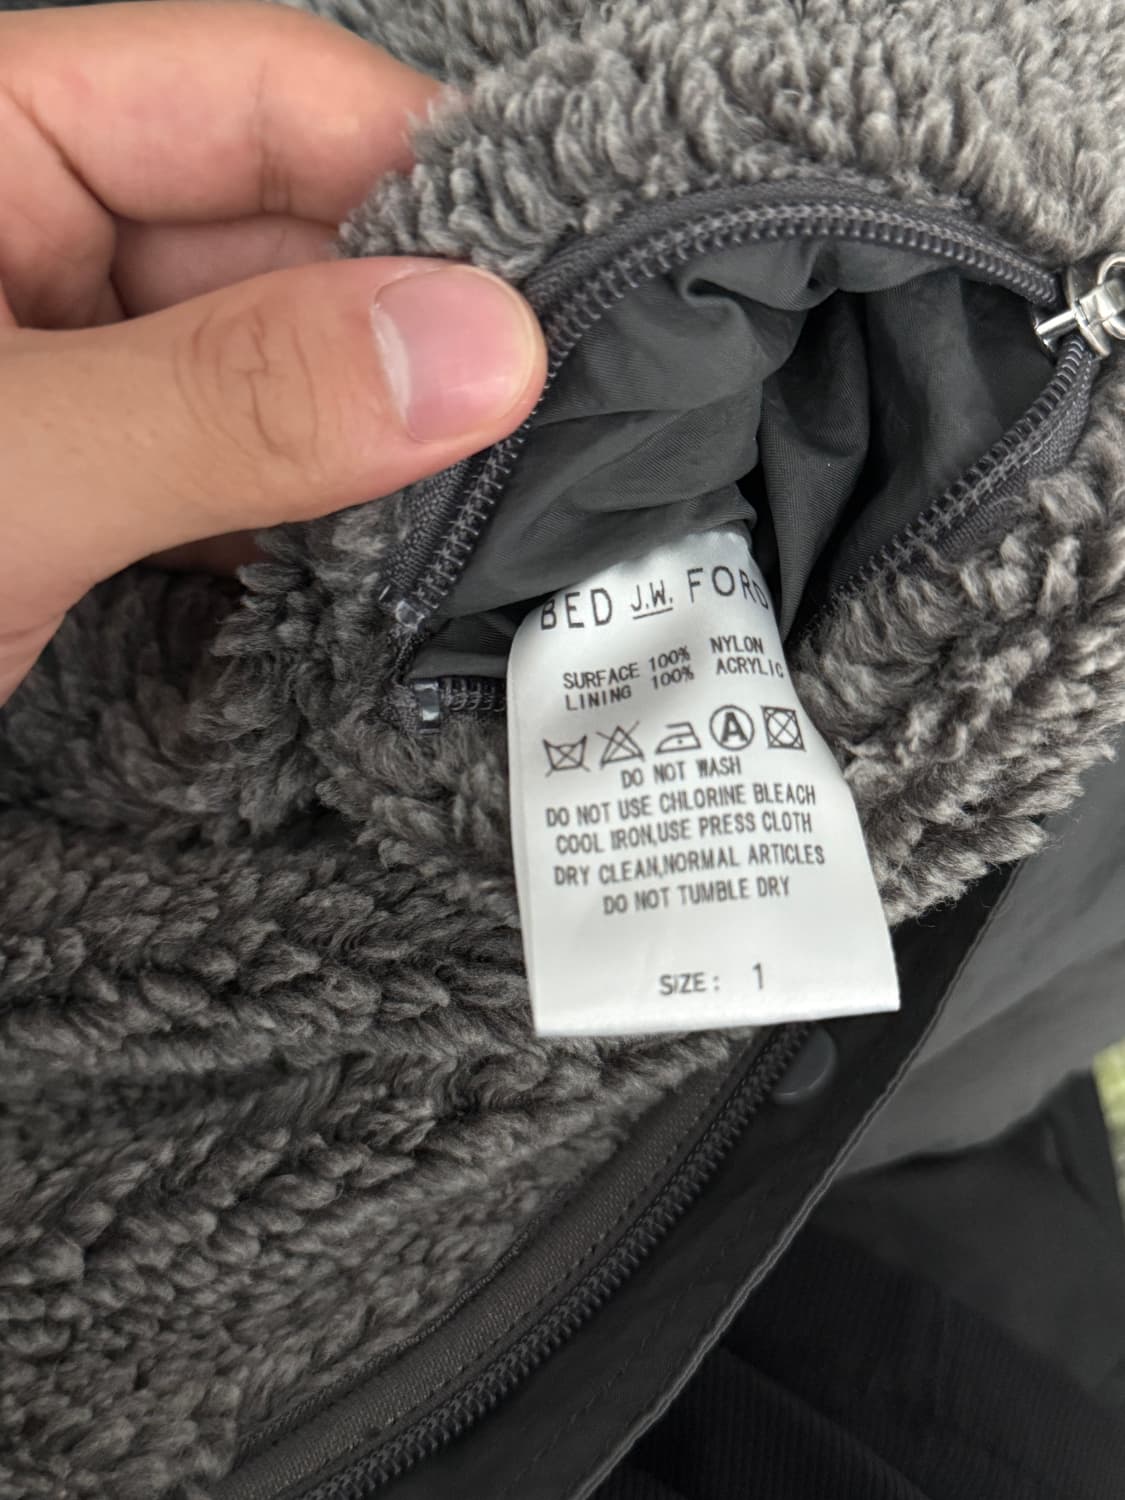 BED J.W. FORD
SURFACE 100% NYLON
LINING 100% ACRYLIC
A
DO NOT WASH
DO NOT USE CHLORINE BLEACH
COOL IRON,USE PRESS CLOTH
DRY CLEAN,NORMAL ARTICLES
DO NOT TUMBLE DRY
SIZE: 1